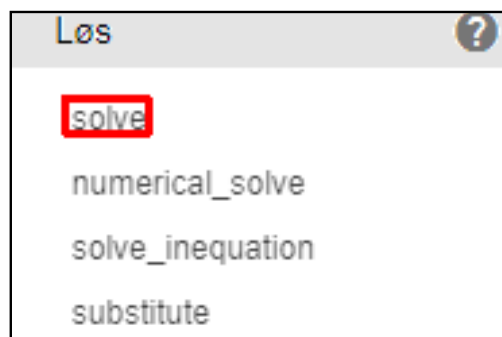 Løs ?
solve
numerical_solve
solve_inequation
substitute